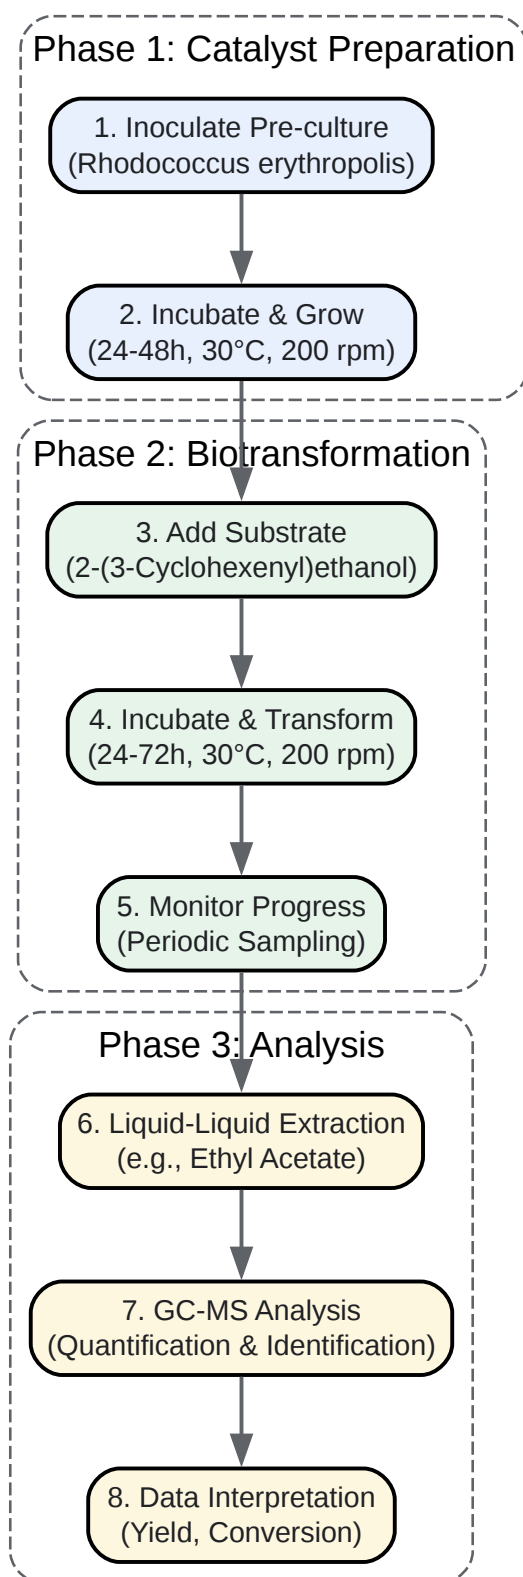 Phase 1: Catalyst Preparation
1. Inoculate Pre-culture
(Rhodococcus erythropolis)
2. Incubate & Grow
(24-48h, 30°C, 200 rpm)
Phase 2: Biotransformation
3. Add Substrate
(2-(3-Cyclohexenyl)ethanol)
4. Incubate & Transform
(24-72h, 30°C, 200 rpm)
5. Monitor Progress
(Periodic Sampling)
Phase 3: Analysis
6. Liquid-Liquid Extraction
(e.g., Ethyl Acetate)
7. GC-MS Analysis
(Quantification & Identification)
8. Data Interpretation
(Yield, Conversion)